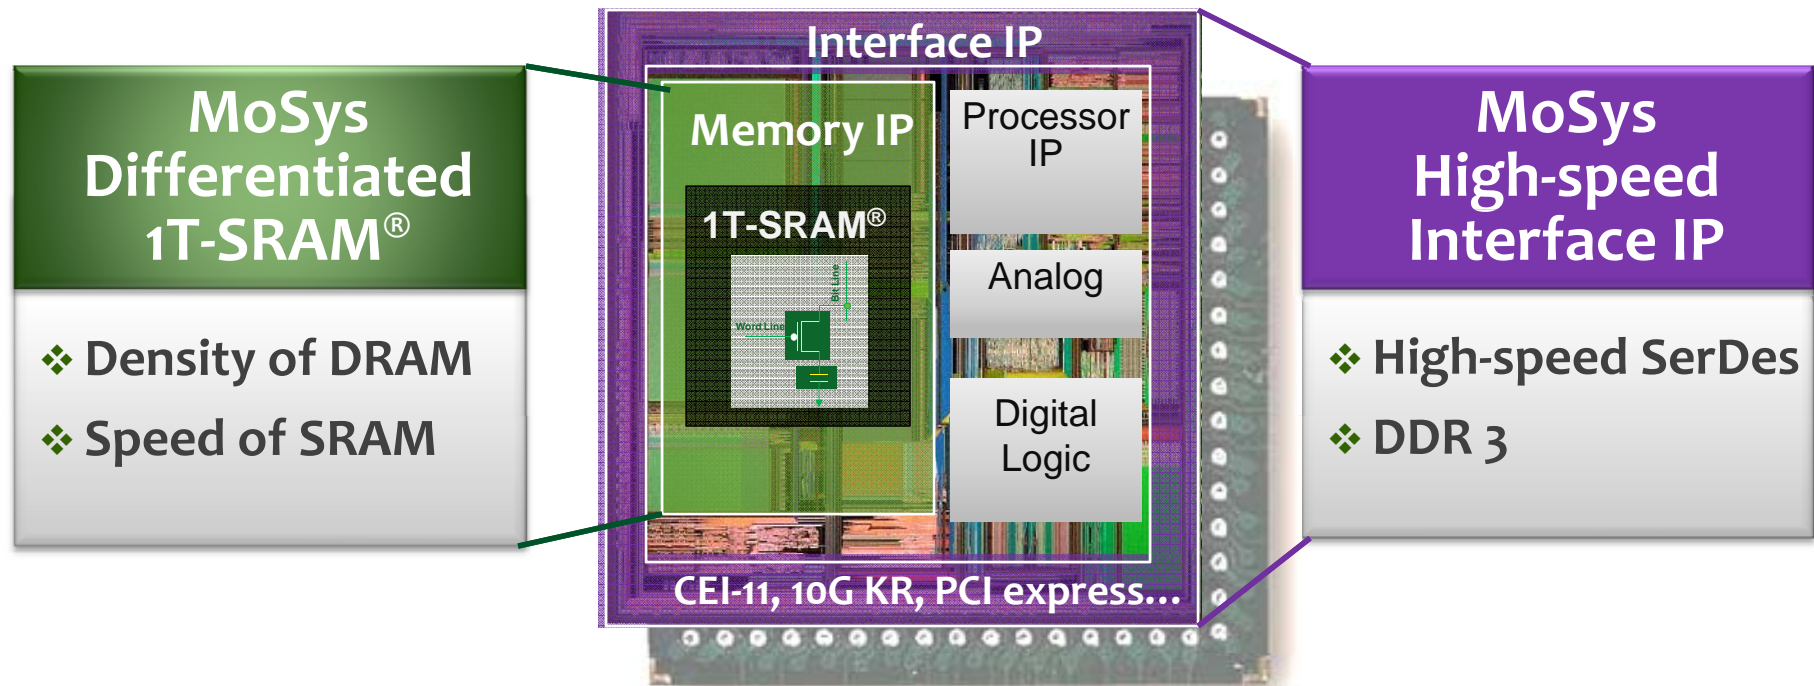 MoSys
Differentiated
1T-SRAM®
❖ Density of DRAM
❖ Speed of SRAM
Interface IP
Memory IP
1T-SRAM®
Bit Line
Word Line
Processor
IP
Analog
Digital
Logic
CEI-11, 10G KR, PCI express...
MoSys
High-speed
Interface IP
❖ High-speed SerDes
❖ DDR 3